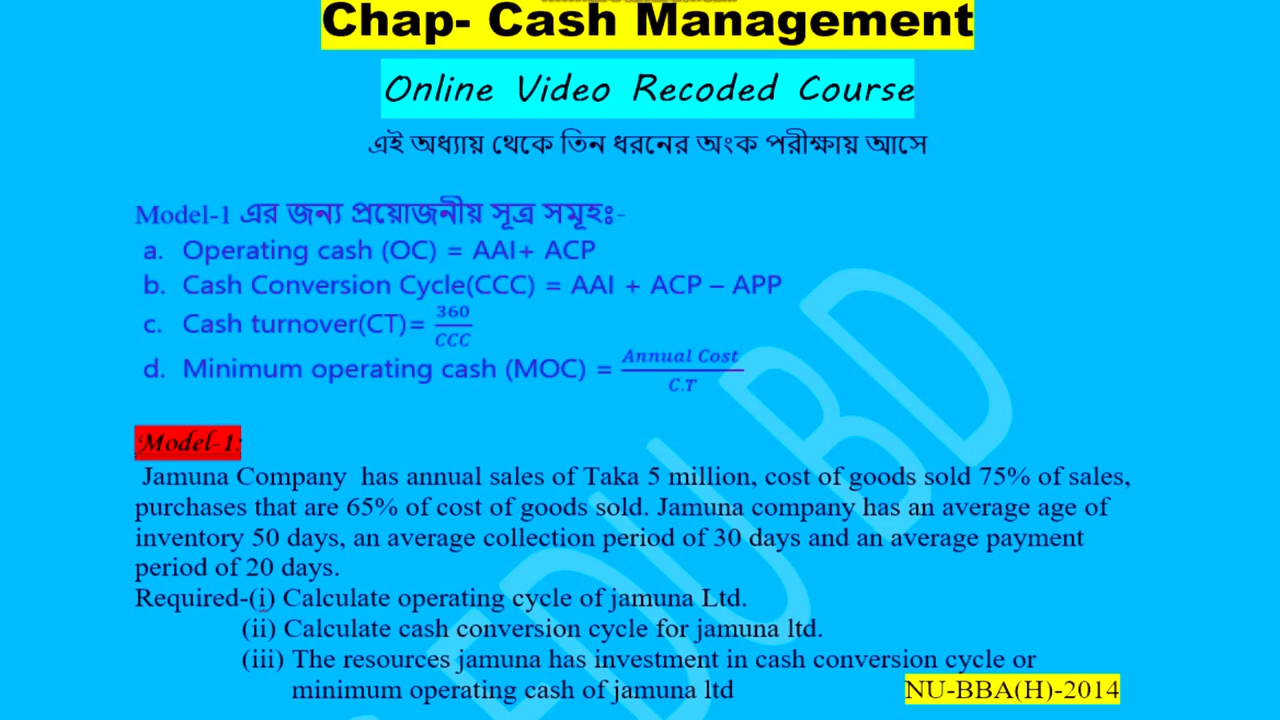 Chap- Cash Management
Online Video Recoded Course
এই অধ্যায় থেকে তিন ধরনের অংক পরীক্ষায় আসে
Model-1 এর জন্য প্রয়োজনীয় সূত্র সমূহঃ-
a. Operating cash (OC) = AAI+ ACP
b. Cash Conversion Cycle(CCC) = AAI + ACP – APP
c. Cash turnover(CT)= 360/CCC
d. Minimum operating cash (MOC) = Annual Cost/C.T
Model-1:
Jamuna Company has annual sales of Taka 5 million, cost of goods sold 75% of sales,
purchases that are 65% of cost of goods sold. Jamuna company has an average age of
inventory 50 days, an average collection period of 30 days and an average payment
period of 20 days.
Required-(i) Calculate operating cycle of jamuna Ltd.
(ii) Calculate cash conversion cycle for jamuna ltd.
(iii) The resources jamuna has investment in cash conversion cycle or
minimum operating cash of jamuna ltd NU-BBA(H)-2014
EDU BD